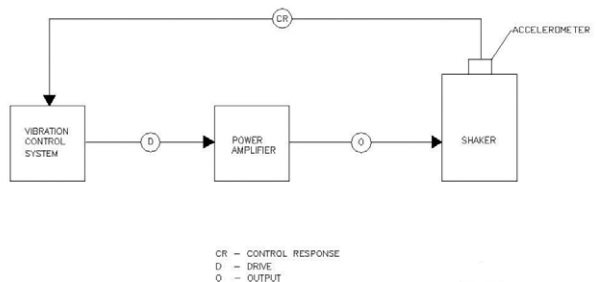 CR
ACCELEROMETER
VIBRATION
CONTROL
SYSTEM
D
POWER
AMPLIFIER
O
SHAKER
CR - CONTROL RESPONSE
D - DRIVE
O - OUTPUT